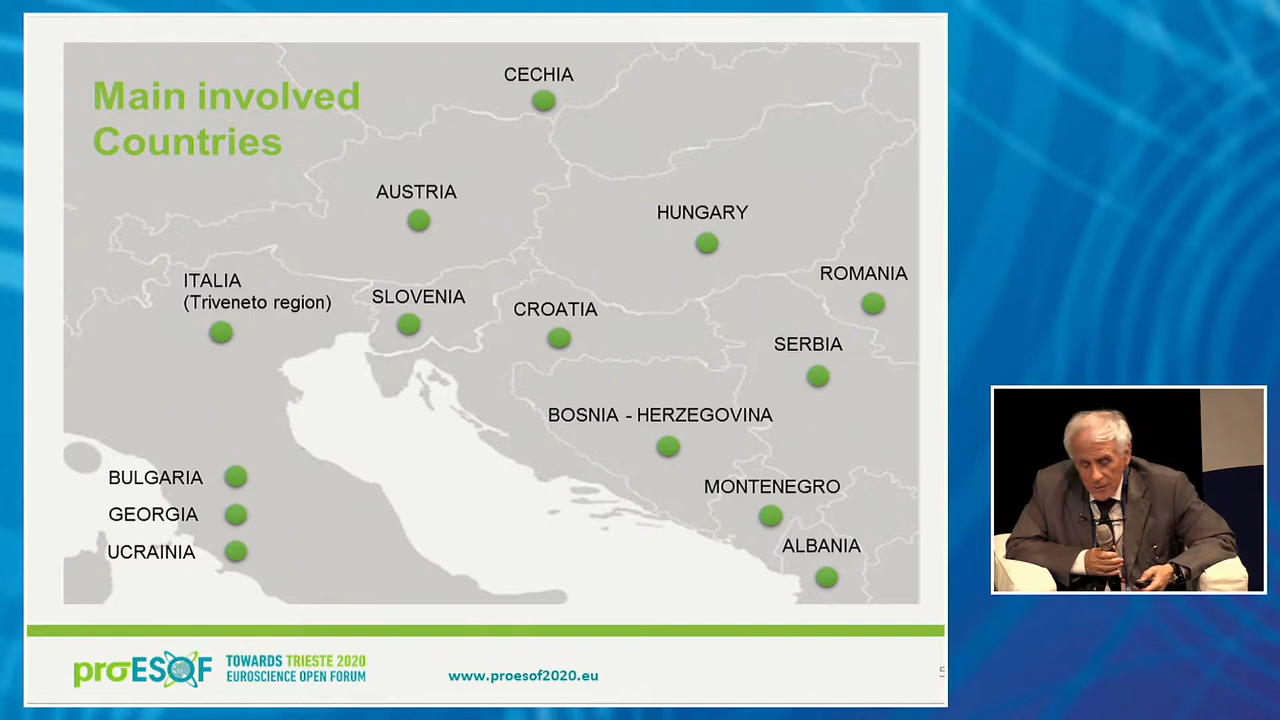 Main involved
Countries
CECHIA
AUSTRIA
HUNGARY
ITALIA
(Triveneto region)
SLOVENIA
CROATIA
ROMANIA
SERBIA
BOSNIA - HERZEGOVINA
BULGARIA
MONTENEGRO
GEORGIA
UCRAINIA
ALBANIA
proESOF
TOWARDS TRIESTE 2020
EUROSCIENCE OPEN FORUM
www.proesof2020.eu
5